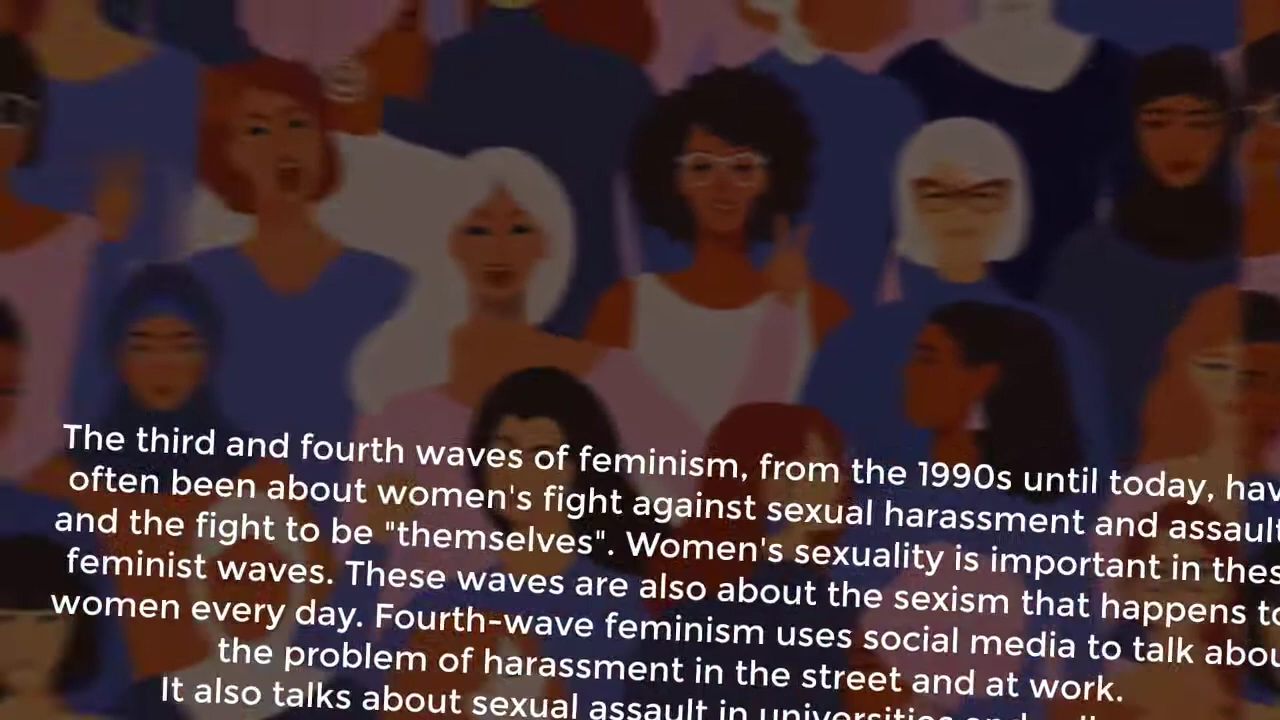 The third and fourth waves of feminism, from the 1990s until today, hav
often been about women's fight against sexual harassment and assault
and the fight to be "themselves". Women's sexuality is important in thes
feminist waves. These waves are also about the sexism that happens to
women every day. Fourth-wave feminism uses social media to talk abou
the problem of harassment in the street and at work.
It also talks about sexual assault in universities and